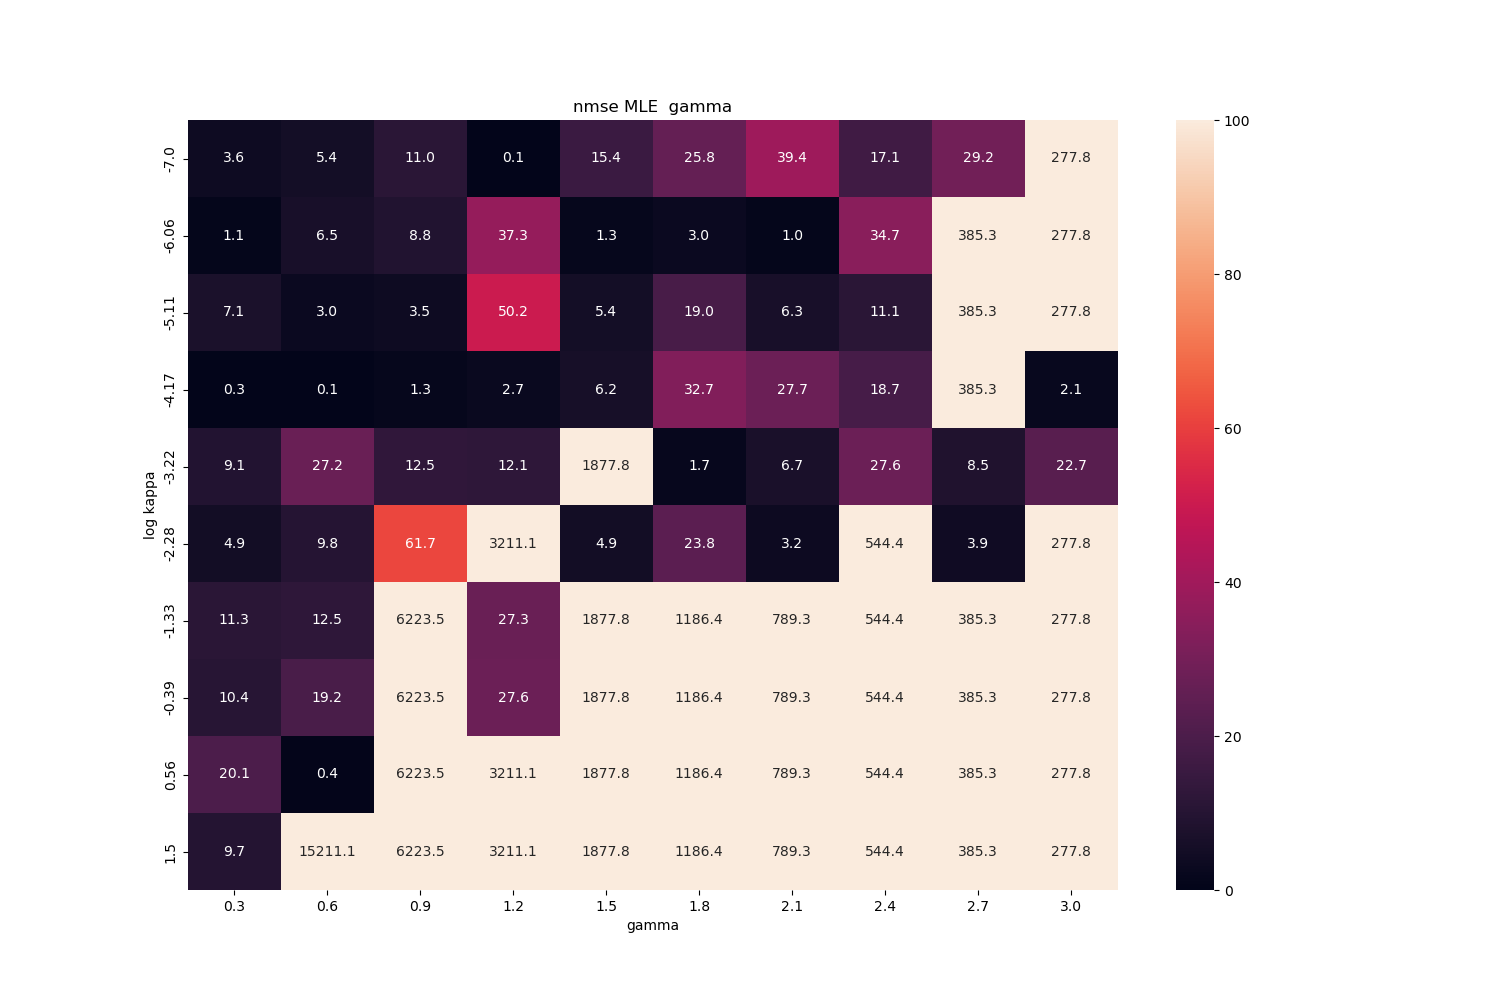 nmse MLE  gamma
-7.0 3.6 5.4 11.0 0.1 15.4 25.8 39.4 17.1 29.2 277.8
-6.06 1.1 6.5 8.8 37.3 1.3 3.0 1.0 34.7 385.3 277.8
-5.11 7.1 3.0 3.5 50.2 5.4 19.0 6.3 11.1 385.3 277.8
-4.17 0.3 0.1 1.3 2.7 6.2 32.7 27.7 18.7 385.3 2.1
-3.22 9.1 27.2 12.5 12.1 1877.8 1.7 6.7 27.6 8.5 22.7
-2.28 4.9 9.8 61.7 3211.1 4.9 23.8 3.2 544.4 3.9 277.8
-1.33 11.3 12.5 6223.5 27.3 1877.8 1186.4 789.3 544.4 385.3 277.8
-0.39 10.4 19.2 6223.5 27.6 1877.8 1186.4 789.3 544.4 385.3 277.8
0.56 20.1 0.4 6223.5 3211.1 1877.8 1186.4 789.3 544.4 385.3 277.8
1.5 9.7 15211.1 6223.5 3211.1 1877.8 1186.4 789.3 544.4 385.3 277.8
0.3 0.6 0.9 1.2 1.5 1.8 2.1 2.4 2.7 3.0
gamma
log kappa
100
80
60
40
20
0